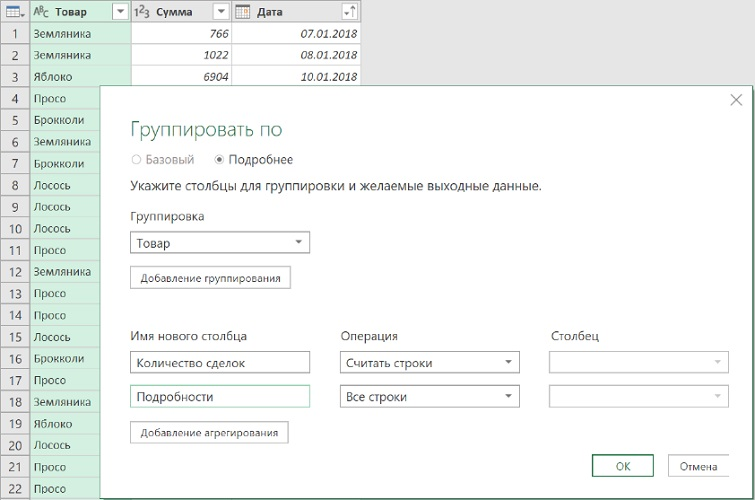 ABC Товар 123 Сумма Дата
1 Земляника 766 07.01.2018
2 Земляника 1022 08.01.2018
3 Яблоко 6904 10.01.2018
4 Просо
5 Брокколи
6 Земляника
7 Брокколи
8 Лосось
9 Лосось
10 Лосось
11 Просо
12 Земляника
13 Просо
14 Просо
15 Лосось
16 Брокколи
17 Просо
18 Земляника
19 Яблоко
20 Лосось
21 Просо
22 Просо
Группировать по
Базовый Подробнее
Укажите столбцы для группировки и желаемые выходные данные.
Группировка
Товар
Добавление группирования
Имя нового столбца Операция Столбец
Количество сделок Считать строки
Подробности Все строки
Добавление агрегирования
ОК Отмена